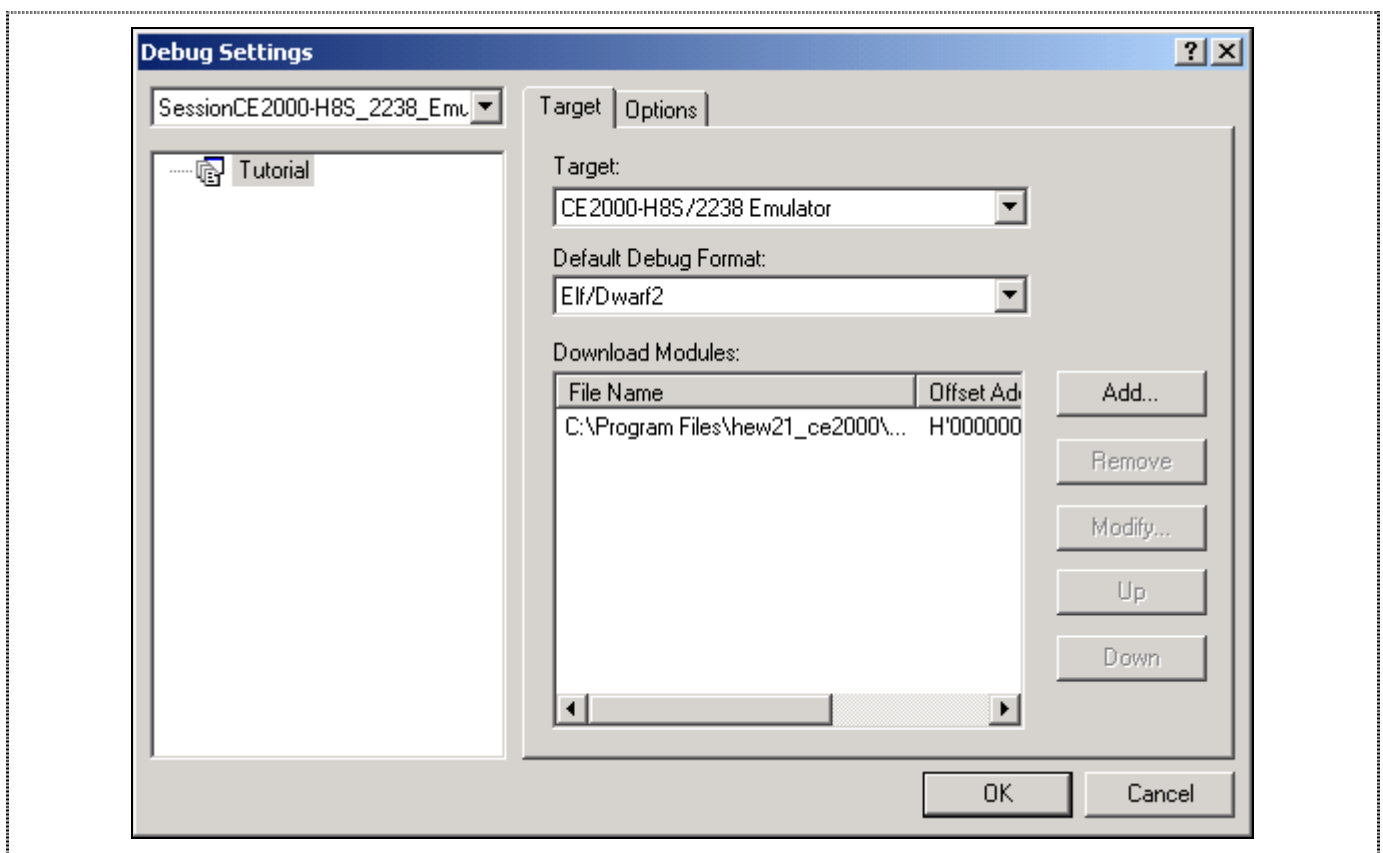 Debug Settings
SessionCE2000-H8S_2238_Emu
Tutorial
Target
Options
Target:
CE2000-H8S/2238 Emulator
Default Debug Format:
Elf/Dwarf2
Download Modules:
File Name
Offset Ad
C:\Program Files\hew21_ce2000\...
H'000000
Add...
Remove
Modify...
Up
Down
OK
Cancel